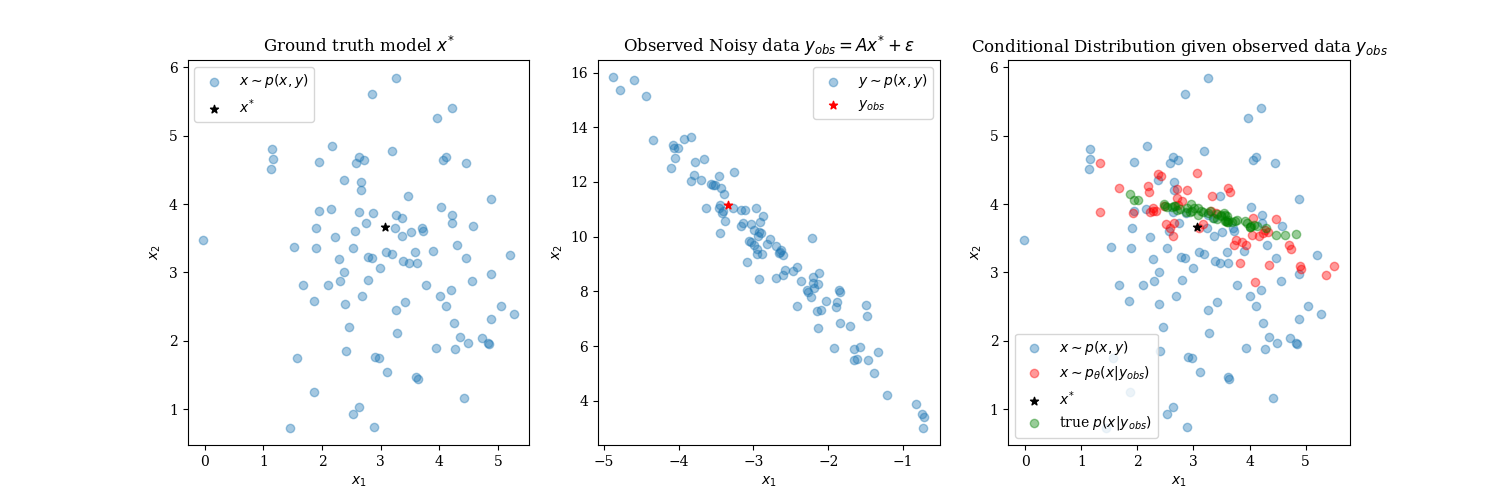 Ground truth model x*
x ~ p(x, y)
x*
6
5
4
3
2
1
x₂
0 1 2 3 4 5
x₁
Observed Noisy data y_obs = Ax* + ε
y ~ p(x, y)
y_obs
16
14
12
10
8
6
4
x₂
−5 −4 −3 −2 −1
x₁
Conditional Distribution given observed data y_obs
6
5
4
3
2
1
x₂
x ~ p(x, y)
x ~ p_θ(x|y_obs)
x*
true p(x|y_obs)
0 1 2 3 4 5
x₁